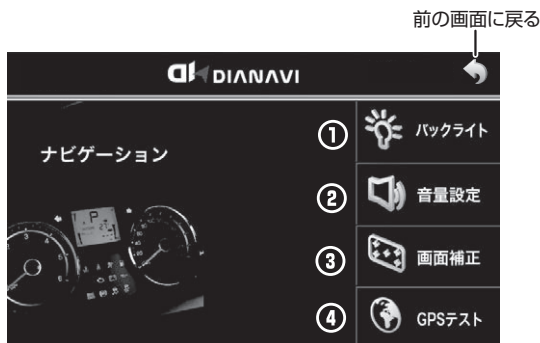 前の画面に戻る
DIANAVI
ナビゲーション
① バックライト
② 音量設定
③ 画面補正
④ GPSテスト
P